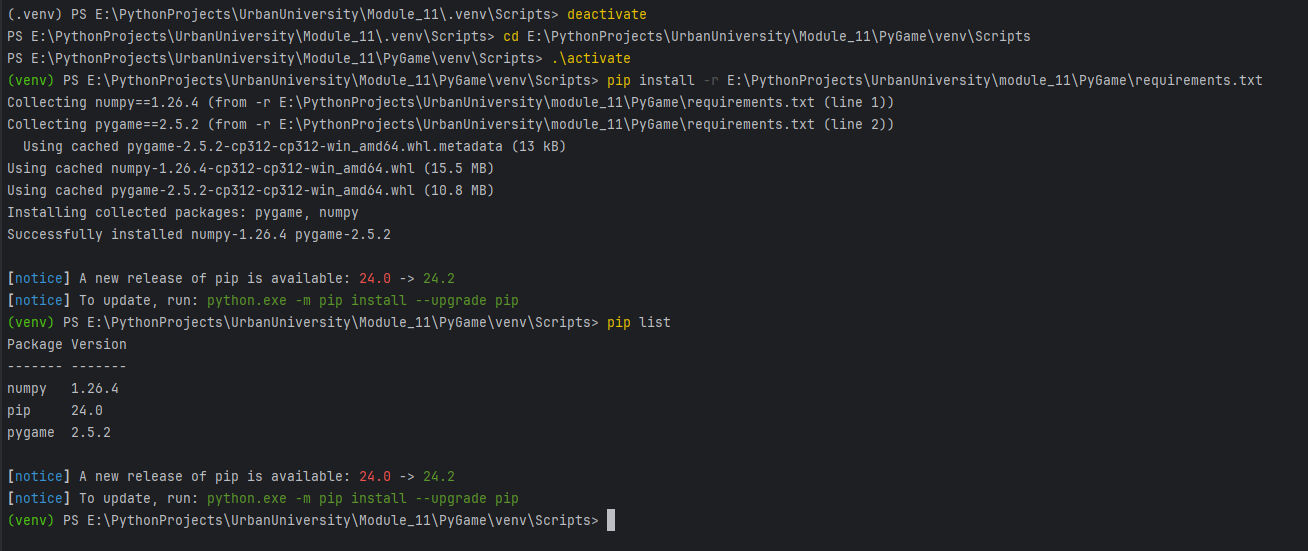 (.venv) PS E:\PythonProjects\UrbanUniversity\Module_11\.venv\Scripts> deactivate
PS E:\PythonProjects\UrbanUniversity\Module_11\.venv\Scripts> cd E:\PythonProjects\UrbanUniversity\Module_11\PyGame\venv\Scripts
PS E:\PythonProjects\UrbanUniversity\Module_11\PyGame\venv\Scripts> .\activate
(venv) PS E:\PythonProjects\UrbanUniversity\Module_11\PyGame\venv\Scripts> pip install -r E:\PythonProjects\UrbanUniversity\module_11\PyGame\requirements.txt
Collecting numpy==1.26.4 (from -r E:\PythonProjects\UrbanUniversity\module_11\PyGame\requirements.txt (line 1))
Collecting pygame==2.5.2 (from -r E:\PythonProjects\UrbanUniversity\module_11\PyGame\requirements.txt (line 2))
  Using cached pygame-2.5.2-cp312-cp312-win_amd64.whl.metadata (13 kB)
Using cached numpy-1.26.4-cp312-cp312-win_amd64.whl (15.5 MB)
Using cached pygame-2.5.2-cp312-cp312-win_amd64.whl (10.8 MB)
Installing collected packages: pygame, numpy
Successfully installed numpy-1.26.4 pygame-2.5.2
[notice] A new release of pip is available: 24.0 -> 24.2
[notice] To update, run: python.exe -m pip install --upgrade pip
(venv) PS E:\PythonProjects\UrbanUniversity\Module_11\PyGame\venv\Scripts> pip list
Package Version
------- -------
numpy   1.26.4
pip     24.0
pygame  2.5.2
[notice] A new release of pip is available: 24.0 -> 24.2
[notice] To update, run: python.exe -m pip install --upgrade pip
(venv) PS E:\PythonProjects\UrbanUniversity\Module_11\PyGame\venv\Scripts>